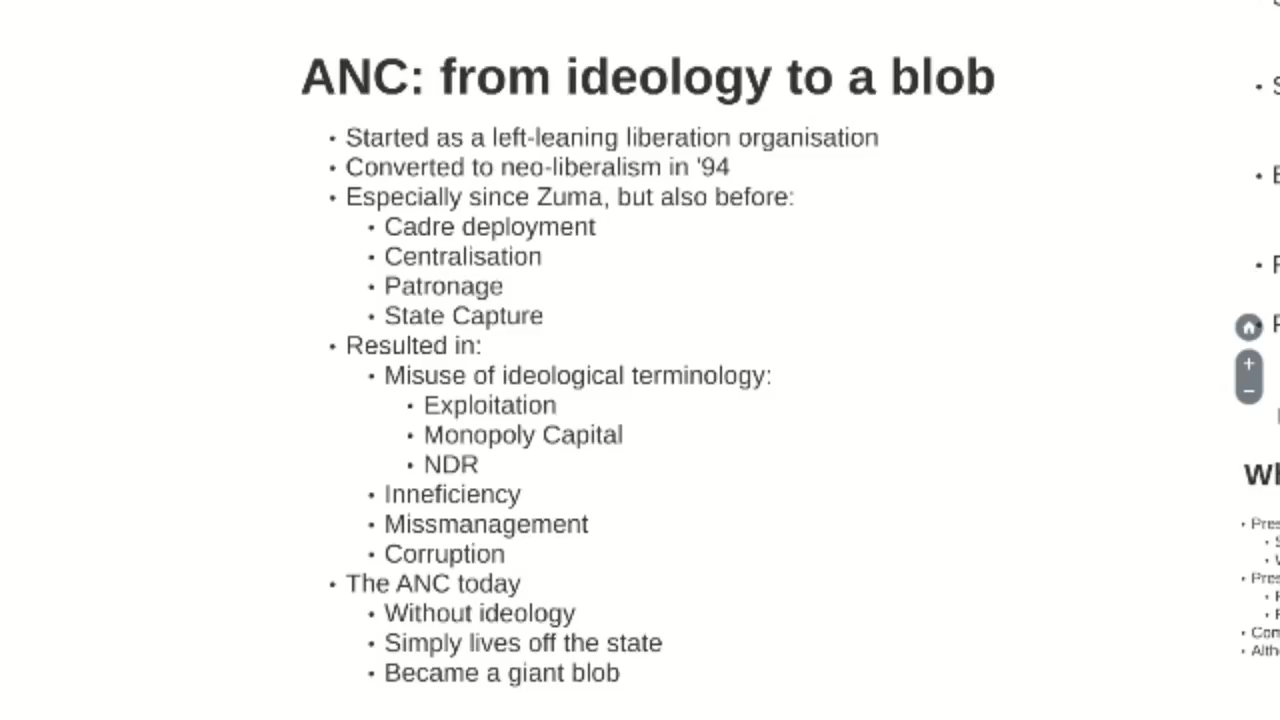 ANC: from ideology to a blob
• Started as a left-leaning liberation organisation
• Converted to neo-liberalism in '94
• Especially since Zuma, but also before:
• Cadre deployment
• Centralisation
• Patronage
• State Capture
• Resulted in:
• Misuse of ideological terminology:
• Exploitation
• Monopoly Capital
• NDR
• Inneficiency
• Missmanagement
• Corruption
• The ANC today
• Without ideology
• Simply lives off the state
• Became a giant blob